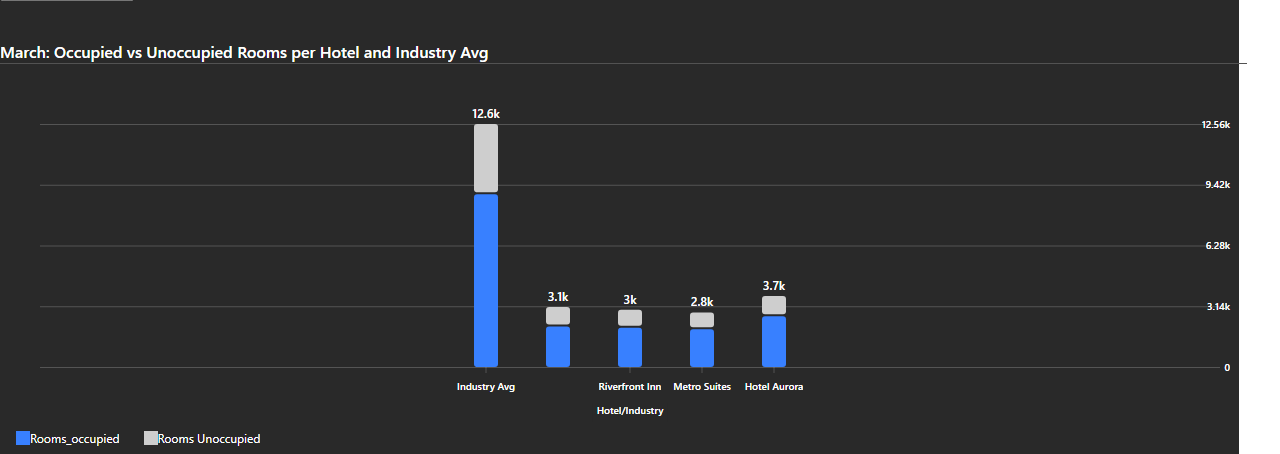 March: Occupied vs Unoccupied Rooms per Hotel and Industry Avg
12.6k
12.56k
9.42k
6.28k
3.1k
3k
2.8k
3.7k
3.14k
0
Industry Avg
Riverfront Inn
Metro Suites
Hotel Aurora
Hotel/Industry
Rooms_occupied
Rooms Unoccupied